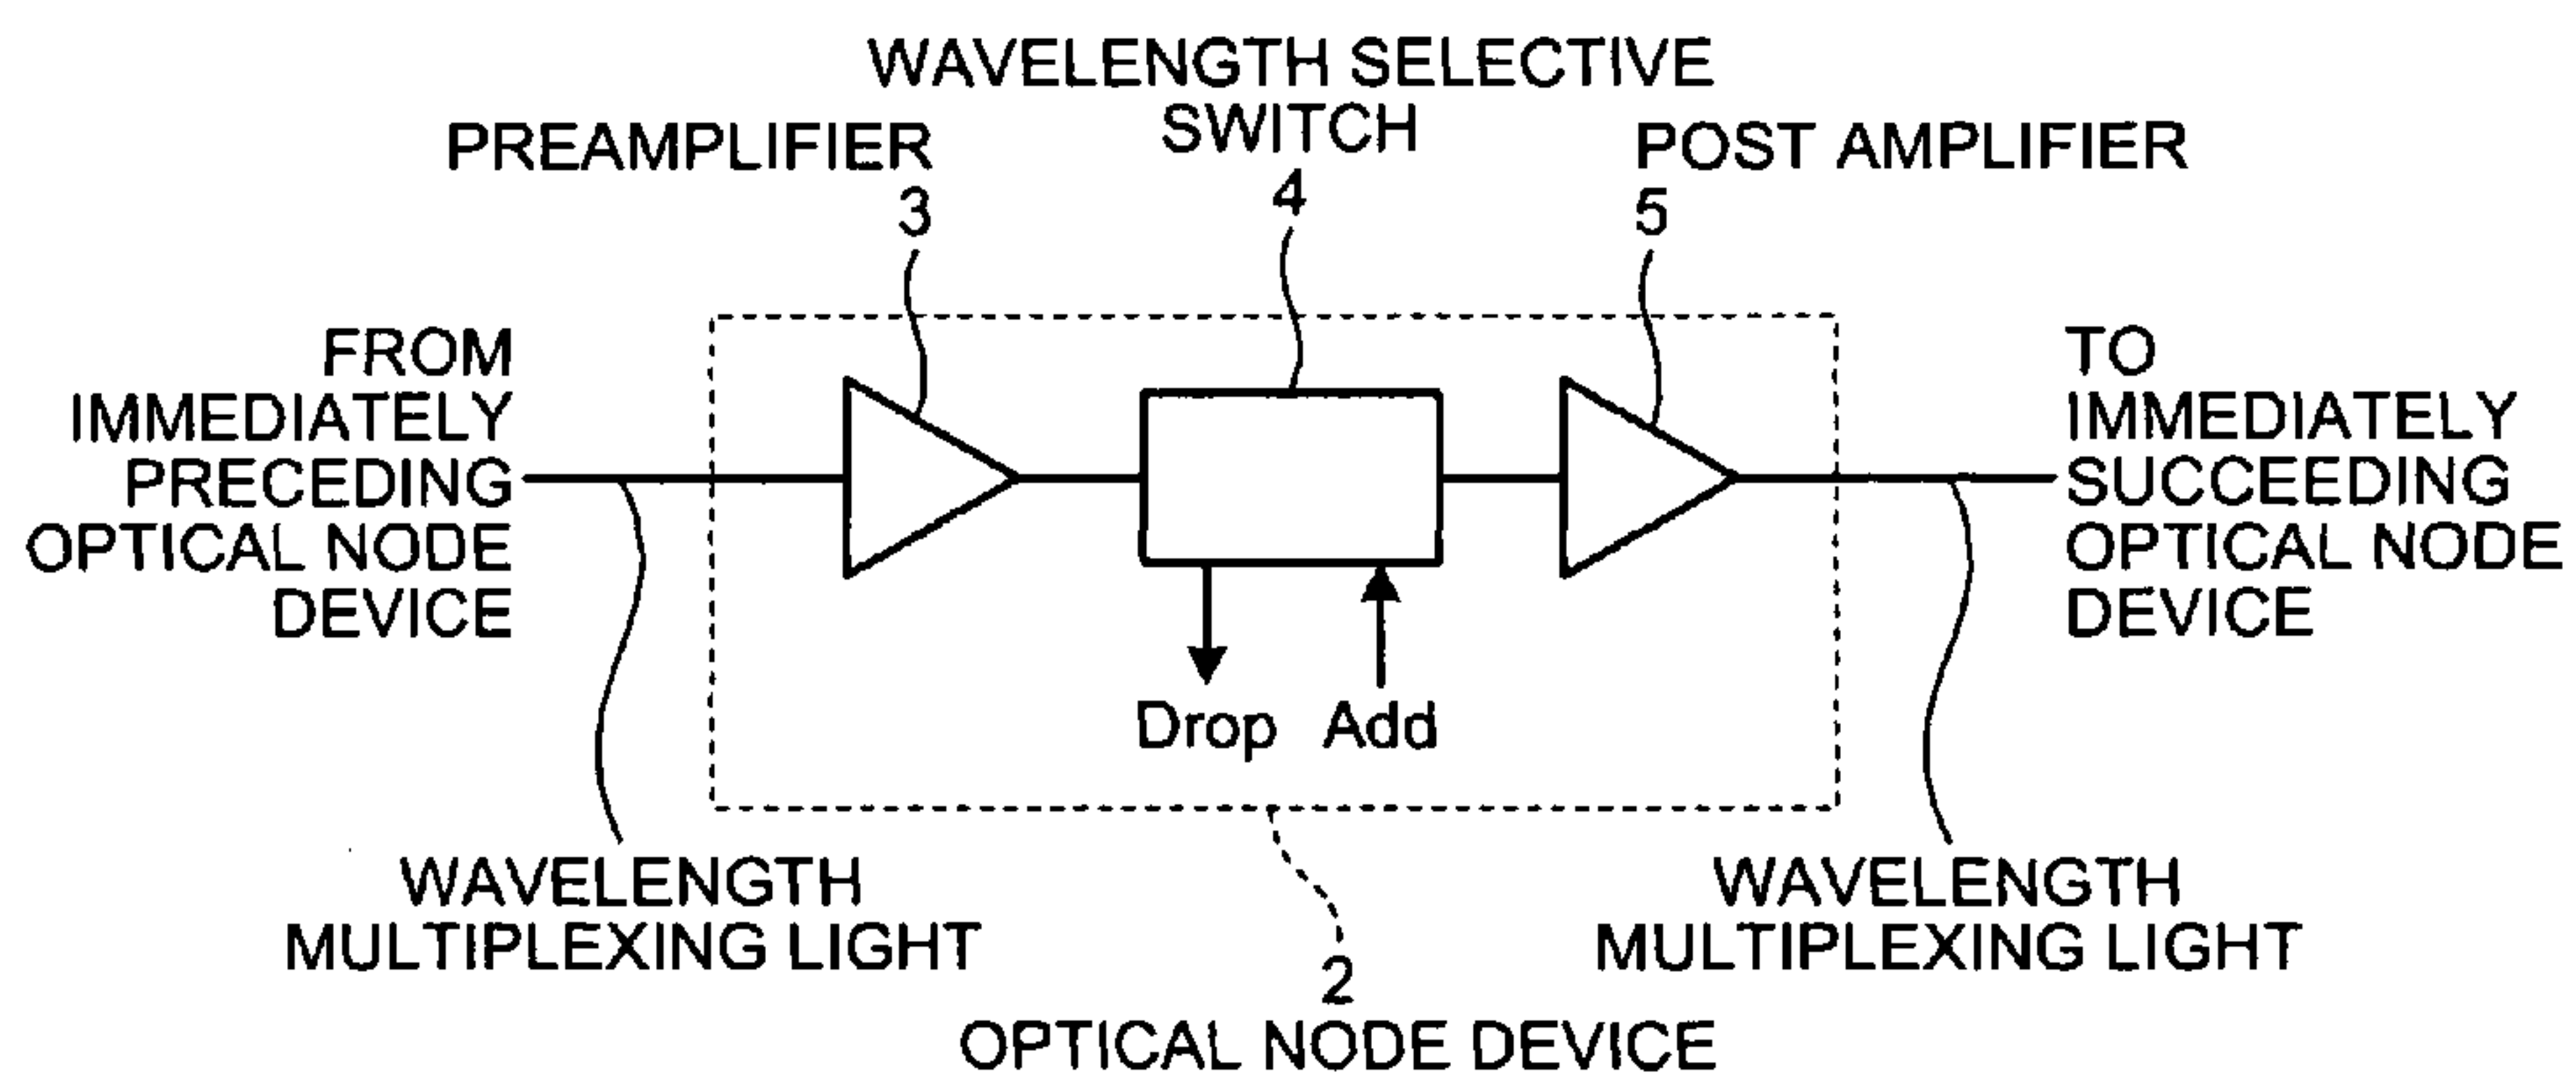 WAVELENGTH SELECTIVE
SWITCH
4
PREAMPLIFIER
3
POST AMPLIFIER
5
FROM
IMMEDIATELY
PRECEDING
OPTICAL NODE
DEVICE
TO
IMMEDIATELY
SUCCEEDING
OPTICAL NODE
DEVICE
Drop
Add
WAVELENGTH
MULTIPLEXING LIGHT
WAVELENGTH
MULTIPLEXING LIGHT
2
OPTICAL NODE DEVICE